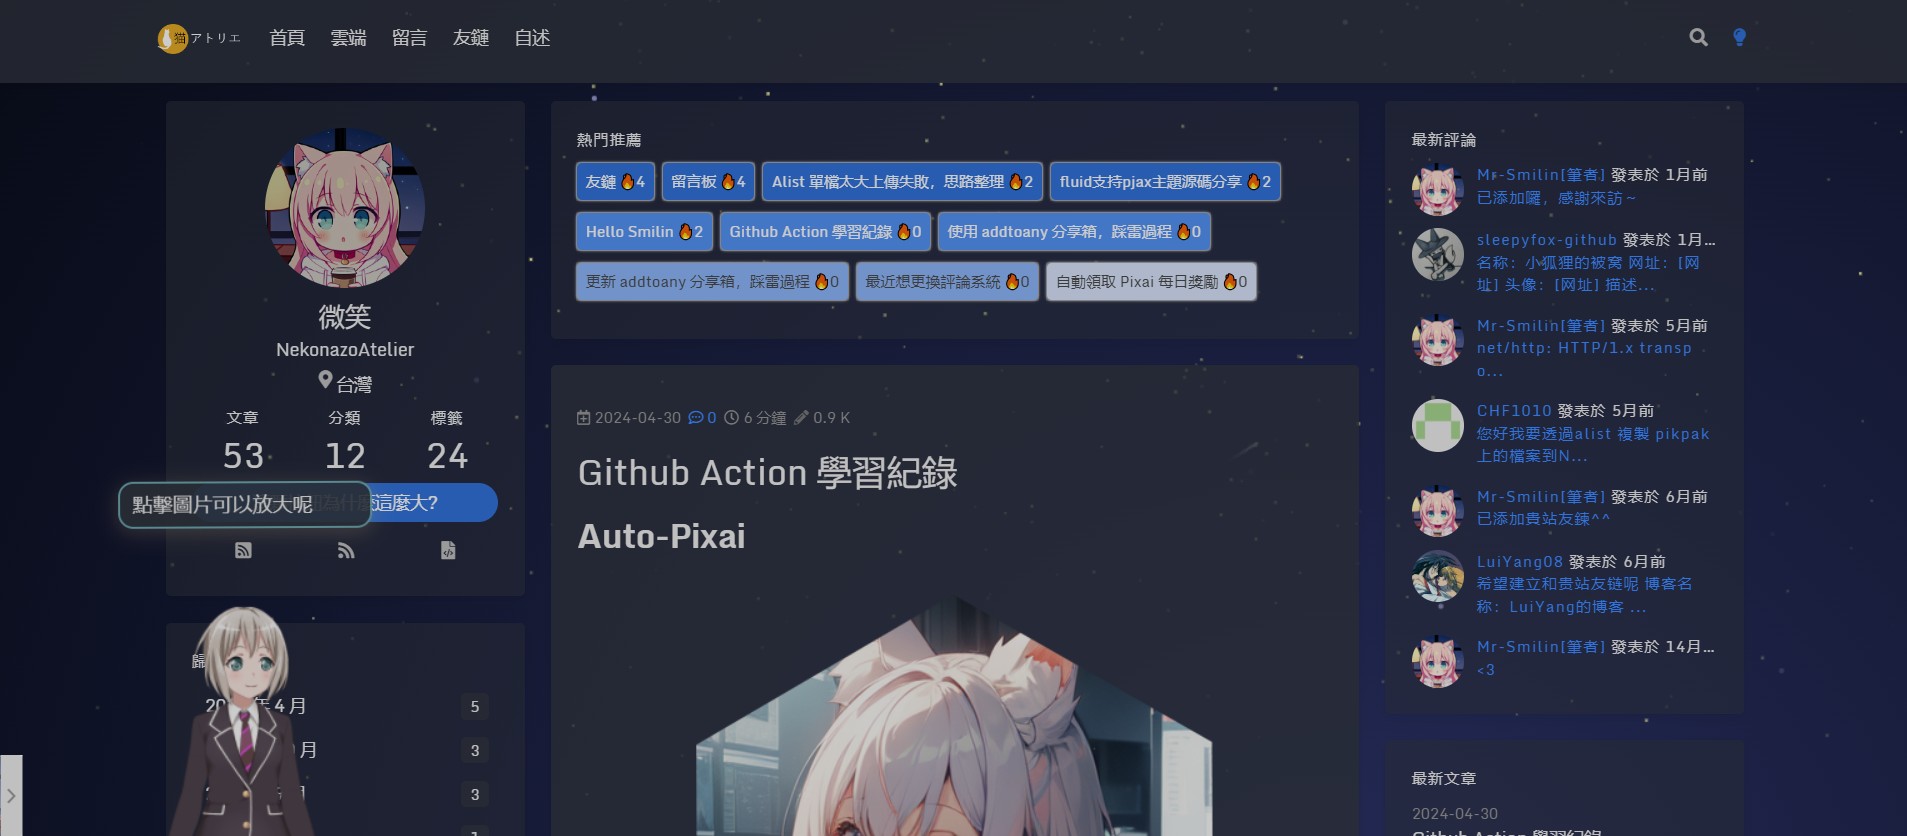 猫アトリエ
首頁 雲端 留言 友鏈 自述
微笑
NekonazoAtelier
台灣
文章 分類 標籤
53 12 24
點擊圖片可以放大呢
這麼大?
歸
4 月
5
月
3
3
熱門推薦
友鏈 🔥4 留言板 🔥4 Alist 單檔太大上傳失敗，思路整理 🔥2 fluid支持pjax主題源碼分享 🔥2
Hello Smilin 🔥2 Github Action 學習紀錄 🔥0 使用 addtoany 分享箱，踩雷過程 🔥0
更新 addtoany 分享箱，踩雷過程 🔥0 最近想更換評論系統 🔥0 自動領取 Pixai 每日獎勵 🔥0
2024-04-30 0 6 分鐘 0.9 K
Github Action 學習紀錄
Auto-Pixai
最新評論
Mr-Smilin[筆者] 發表於 1月前
已添加囉，感謝來訪～
sleepyfox-github 發表於 1月...
名称：小狐狸的被窝 网址：[网
址] 头像：[网址] 描述...
Mr-Smilin[筆者] 發表於 5月前
net/http: HTTP/1.x transp
o...
CHF1010 發表於 5月前
您好我要透過alist 複製 pikpak
上的檔案到N...
Mr-Smilin[筆者] 發表於 6月前
已添加貴站友鍊^^
LuiYang08 發表於 6月前
希望建立和贵站友链呢 博客名
称：LuiYang的博客 ...
Mr-Smilin[筆者] 發表於 14月...
<3
最新文章
2024-04-30
Github Action 學習紀錄